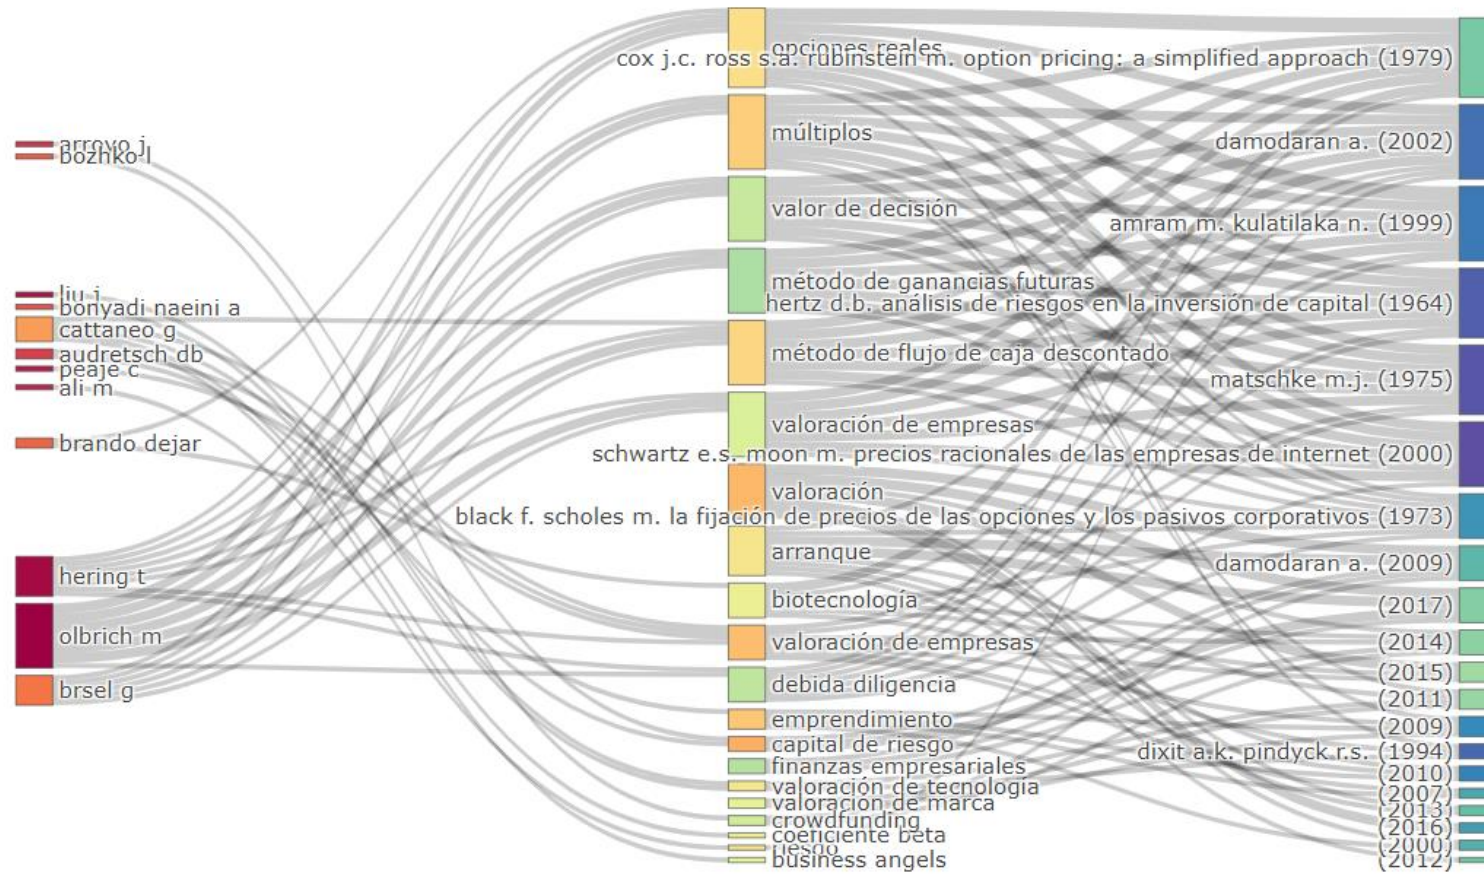 arroyo j
bozhko l
liu j
bonyadi naeini a
cattaneo g
audretsch db
peaje c
ali m
brando dejar
hering t
olbrich m
brsel g
opciones reales
múltiplos
valor de decisión
método de ganancias futuras
método de flujo de caja descontado
valoración de empresas
valoración
arranque
biotecnología
valoración de empresas
debida diligencia
emprendimiento
capital de riesgo
finanzas empresariales
valoración de tecnología
valoración de marca
crowdfunding
coeficiente beta
riesgo
business angels
cox j.c. ross s.a. rubinstein m. option pricing: a simplified approach (1979)
damodaran a. (2002)
amram m. kulatilaka n. (1999)
hertz d.b. análisis de riesgos en la inversión de capital (1964)
matschke m.j. (1975)
schwartz e.s. moon m. precios racionales de las empresas de internet (2000)
black f. scholes m. la fijación de precios de las opciones y los pasivos corporativos (1973)
damodaran a. (2009)
(2017)
(2014)
(2015)
(2011)
(2009)
dixit a.k. pindyck r.s. (1994)
(2010)
(2007)
(2013)
(2016)
(2000)
(2012)